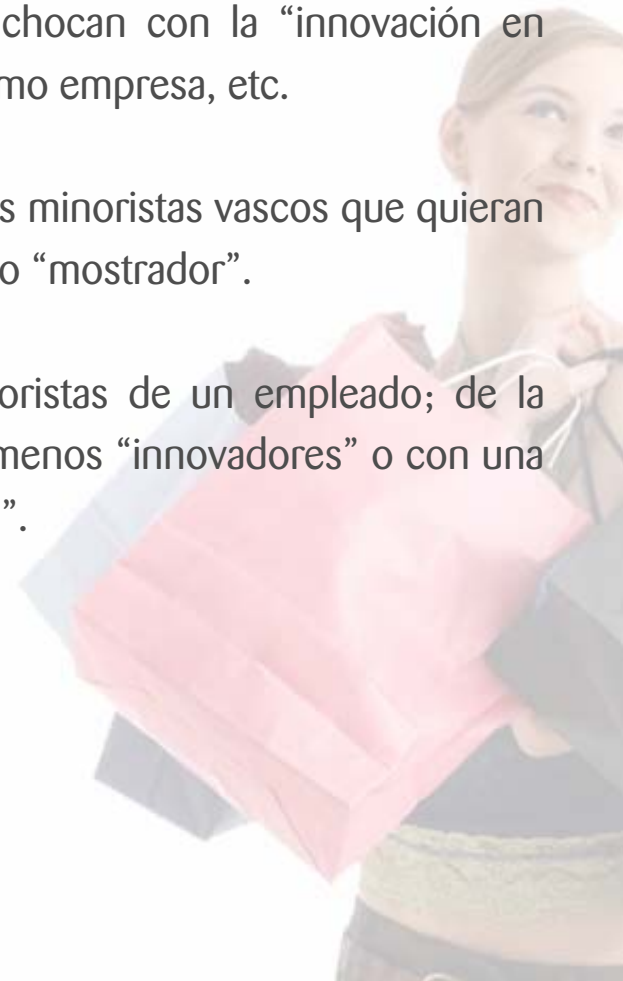 chocan con la “innovación en
mo empresa, etc.
s minoristas vascos que quieran
o “mostrador”.
oristas de un empleado; de la
menos “innovadores” o con una
”.